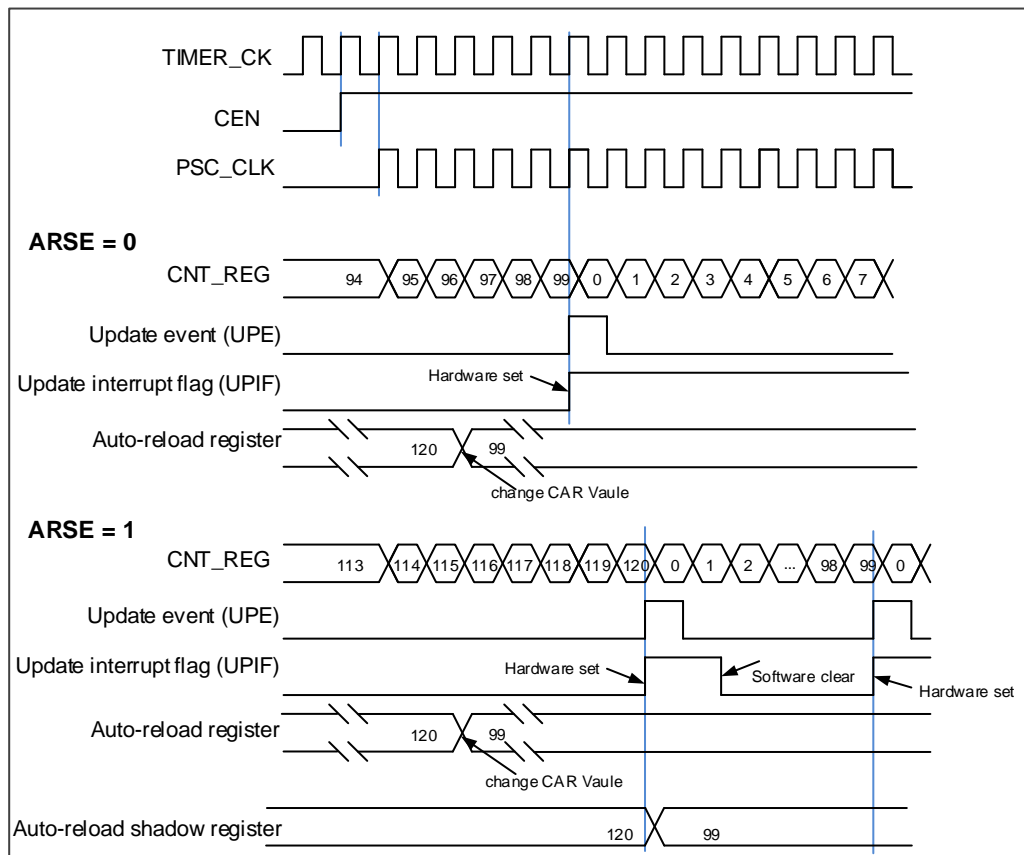 TIMER_CK
CEN
PSC_CLK
ARSE = 0
CNT_REG 94 95 96 97 98 99 0 1 2 3 4 5 6 7
Update event (UPE)
Update interrupt flag (UPIF) Hardware set
Auto-reload register 120 99
change CAR Vaule
ARSE = 1
CNT_REG 113 114 115 116 117 118 119 120 0 1 2 ... 98 99 0
Update event (UPE)
Update interrupt flag (UPIF) Hardware set Software clear Hardware set
Auto-reload register 120 99
change CAR Vaule
Auto-reload shadow register 120 99